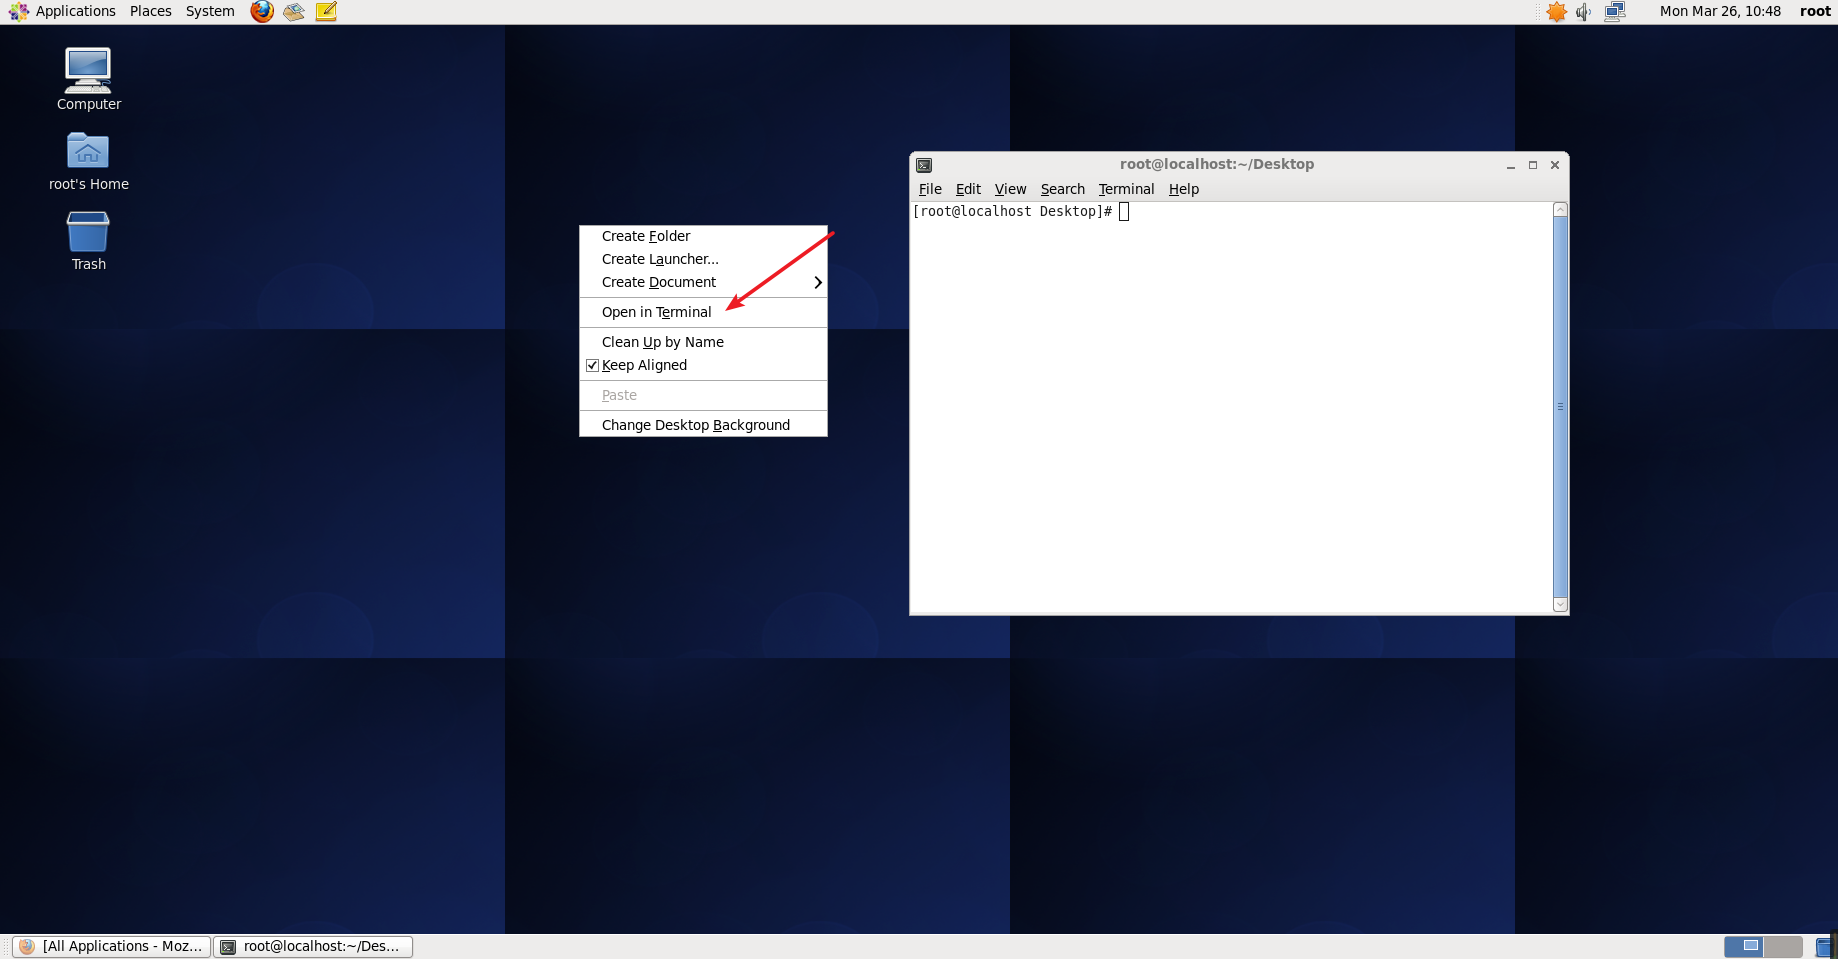 Applications Places System
Mon Mar 26, 10:48 root
Computer
root's Home
Trash
Create Folder
Create Launcher...
Create Document
Open in Terminal
Clean Up by Name
Keep Aligned
Paste
Change Desktop Background
root@localhost:~/Desktop
File Edit View Search Terminal Help
[root@localhost Desktop]#
[All Applications - Moz...
root@localhost:~/Des...